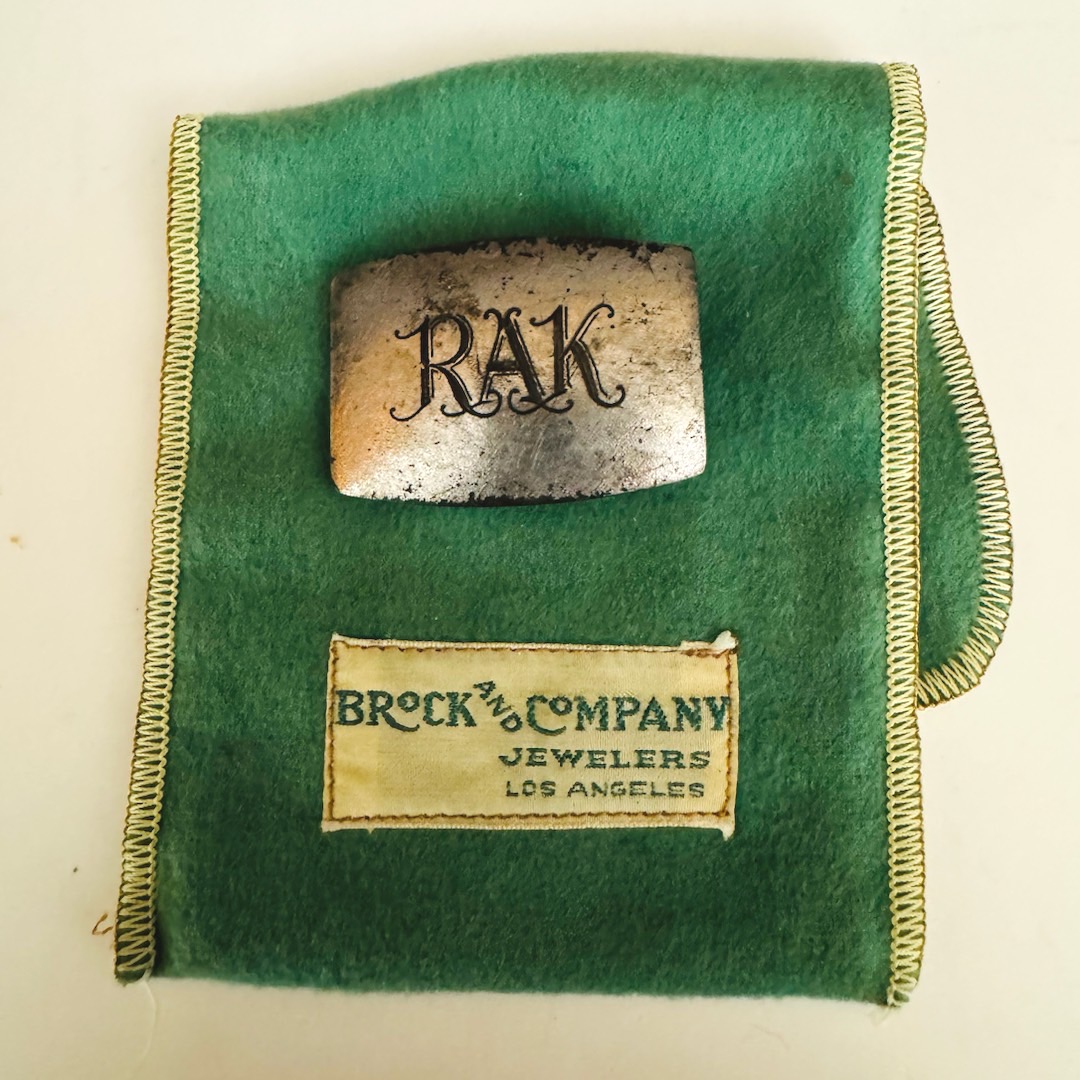 RAK
BROCK AND COMPANY
JEWELERS
LOS ANGELES